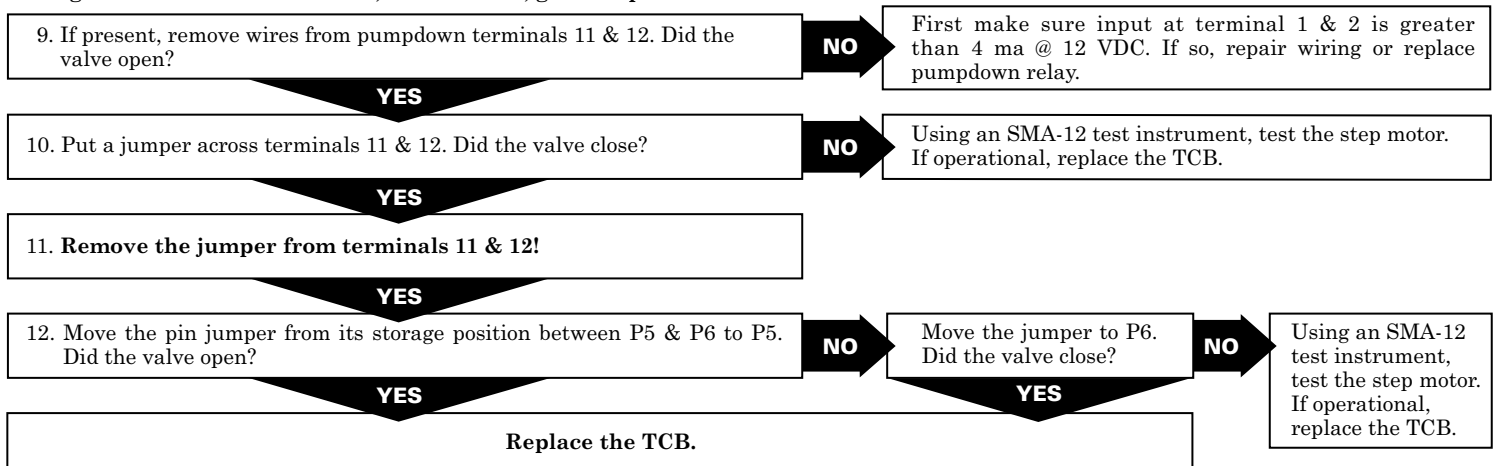 9. If present, remove wires from pumpdown terminals 11 & 12. Did the
valve open?
NO
First make sure input at terminal 1 & 2 is greater
than 4 ma @ 12 VDC. If so, repair wiring or replace
pumpdown relay.
YES
10. Put a jumper across terminals 11 & 12. Did the valve close?
NO
Using an SMA-12 test instrument, test the step motor.
If operational, replace the TCB.
YES
11. Remove the jumper from terminals 11 & 12!
YES
12. Move the pin jumper from its storage position between P5 & P6 to P5.
Did the valve open?
NO
Move the jumper to P6.
Did the valve close?
NO
Using an SMA-12
test instrument,
test the step motor.
If operational,
replace the TCB.
YES
YES
Replace the TCB.